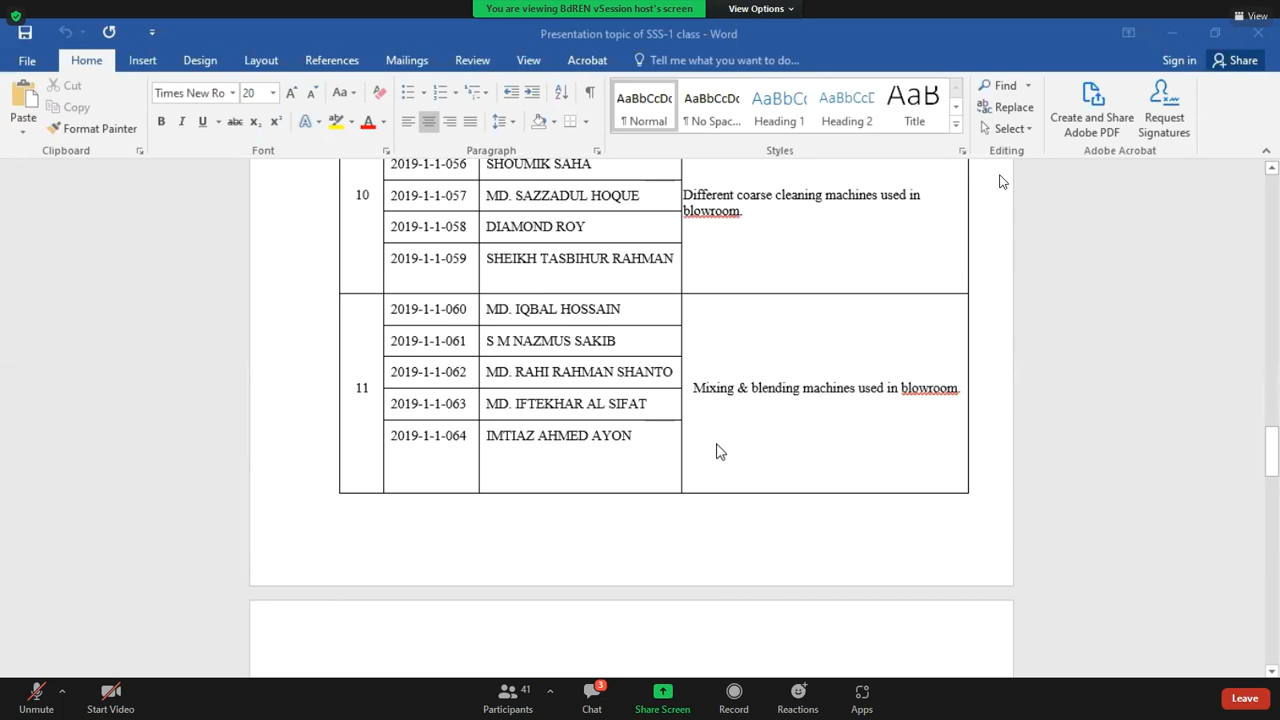 You are viewing BdREN vSession host's screen
View Options
View
Presentation topic of SSS-1 class - Word
File Home Insert Design Layout References Mailings Review View Acrobat Tell me what you want to do... Sign in Share
Paste
Cut
Copy
Format Painter
Clipboard
Times New Ro 20
Font
Paragraph
AaBbCcDc AaBbCcDc AaBbCc AaBbCcD AaB
¶ Normal ¶ No Spac... Heading 1 Heading 2 Title
Styles
Find
Replace
Select
Editing
Create and Share Adobe PDF
Request Signatures
Adobe Acrobat
10
2019-1-1-056 SHOUMIK SAHA
2019-1-1-057 MD. SAZZADUL HOQUE
2019-1-1-058 DIAMOND ROY
2019-1-1-059 SHEIKH TASBIHUR RAHMAN
Different coarse cleaning machines used in
blowroom.
11
2019-1-1-060 MD. IQBAL HOSSAIN
2019-1-1-061 S M NAZMUS SAKIB
2019-1-1-062 MD. RAHI RAHMAN SHANTO
2019-1-1-063 MD. IFTEKHAR AL SIFAT
2019-1-1-064 IMTIAZ AHMED AYON
Mixing & blending machines used in blowroom.
Unmute
Start Video
41
Participants
3
Chat
Share Screen
Record
Reactions
Apps
Leave